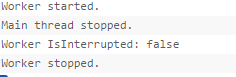 Worker started.
Main thread stopped.
Worker IsInterrupted: false
Worker stopped.